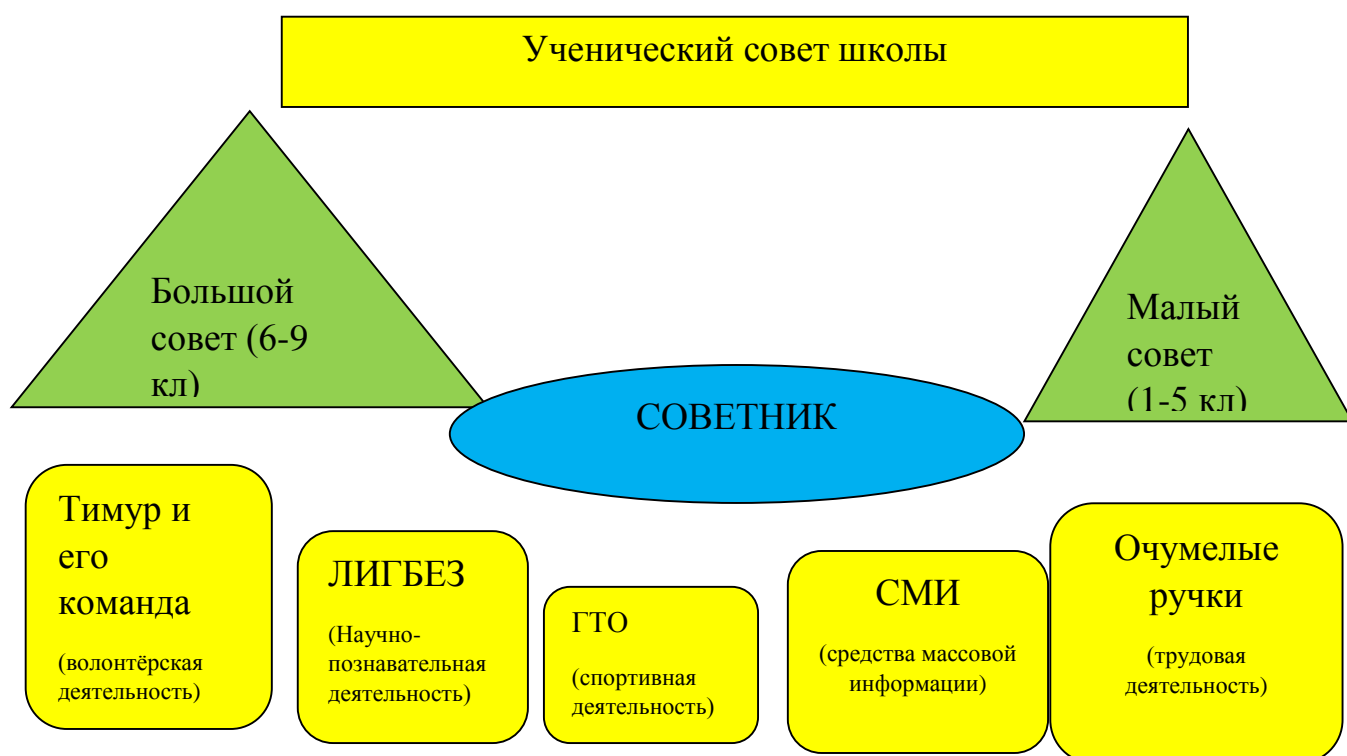 Ученический совет школы
Большой
совет (6-9
кл)
Малый
совет
(1-5 кл)
СОВЕТНИК
Тимур и
его
команда
(волонтёрская
деятельность)
ЛИГБЕЗ
(Научно-
познавательная
деятельность)
ГТО
(спортивная
деятельность)
СМИ
(средства массовой
информации)
Очумелые
ручки
(трудовая
деятельность)